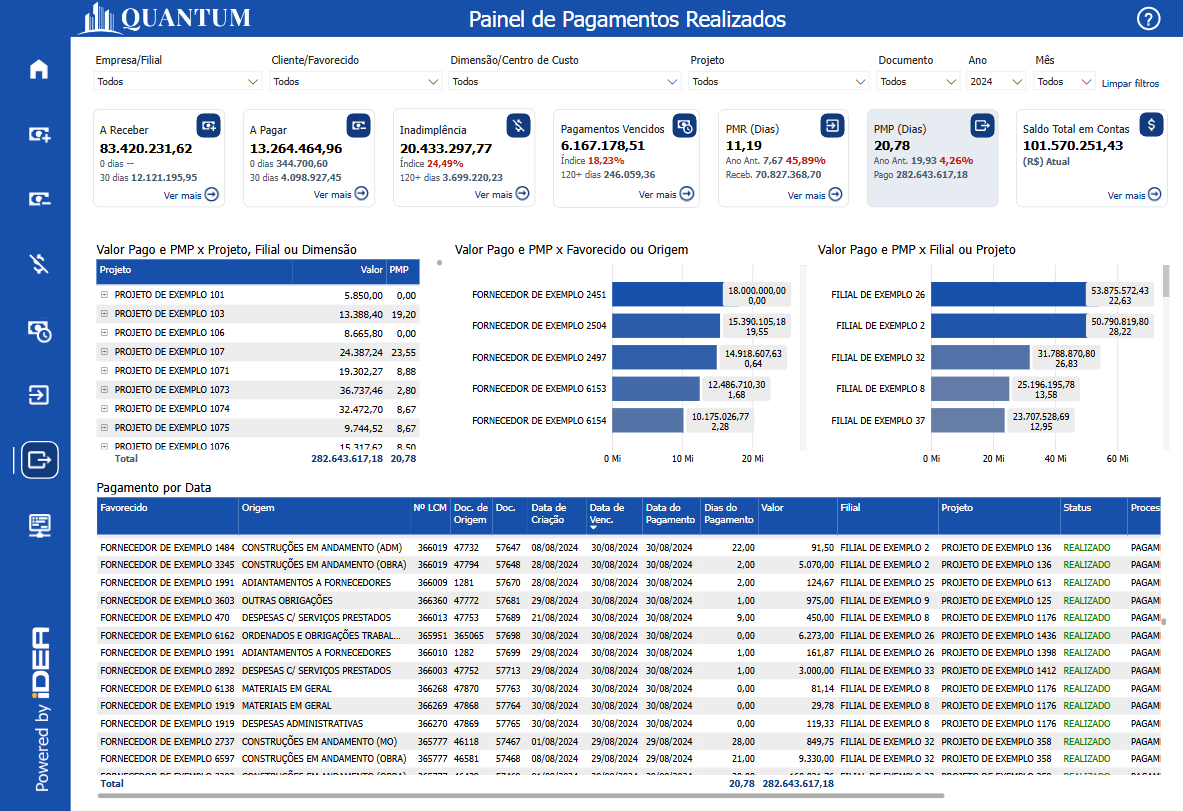 QUANTUM
Painel de Pagamentos Realizados
?
Empresa/Filial Cliente/Favorecido Dimensão/Centro de Custo Projeto Documento Ano Mês
Todos Todos Todos Todos Todos 2024 Todos Limpar filtros
A Receber
83.420.231,62
0 dias --
30 dias 12.121.195,95
Ver mais
A Pagar
13.264.464,96
0 dias 344.700,60
30 dias 4.098.927,45
Ver mais
Inadimplência
20.433.297,77
Índice 24,49%
120+ dias 3.699.220,23
Ver mais
Pagamentos Vencidos
6.167.178,51
Índice 18,23%
120+ dias 246.059,36
Ver mais
PMR (Dias)
11,19
Ano Ant. 7,67 45,89%
Receb. 70.827.368,70
Ver mais
PMP (Dias)
20,78
Ano Ant. 19,93 4,26%
Pago 282.643.617,18
$
Saldo Total em Contas
101.570.251,43
(R$) Atual
Ver mais
Valor Pago e PMP x Projeto, Filial ou Dimensão
Projeto Valor PMP
PROJETO DE EXEMPLO 101 5.850,00 0,00
PROJETO DE EXEMPLO 103 13.388,40 19,20
PROJETO DE EXEMPLO 106 8.665,80 0,00
PROJETO DE EXEMPLO 107 24.387,24 23,55
PROJETO DE EXEMPLO 1071 19.302,27 8,88
PROJETO DE EXEMPLO 1073 36.737,46 2,80
PROJETO DE EXEMPLO 1074 32.472,70 8,67
PROJETO DE EXEMPLO 1075 9.744,52 8,67
PROJETO DE EXEMPLO 1076 15.317,62 8,50
Total 282.643.617,18 20,78
Valor Pago e PMP x Favorecido ou Origem
FORNECEDOR DE EXEMPLO 2451 18.000.000,00
0,00
FORNECEDOR DE EXEMPLO 2504 15.390.105,18
19,55
FORNECEDOR DE EXEMPLO 2497 14.918.607,63
0,64
FORNECEDOR DE EXEMPLO 6153 12.486.710,30
1,68
FORNECEDOR DE EXEMPLO 6154 10.175.026,77
2,28
0 Mi 10 Mi 20 Mi
Valor Pago e PMP x Filial ou Projeto
FILIAL DE EXEMPLO 26 53.875.572,43
22,63
FILIAL DE EXEMPLO 2 50.790.819,80
28,22
FILIAL DE EXEMPLO 32 31.788.870,80
26,83
FILIAL DE EXEMPLO 8 25.196.195,78
13,58
FILIAL DE EXEMPLO 37 23.707.528,69
12,95
0 Mi 20 Mi 40 Mi 60 Mi
Pagamento por Data
Favorecido Origem Nº LCM Doc. de Origem Doc. Data de Criação Data de Venc. Data do Pagamento Dias do Pagamento Valor Filial Projeto Status Proces
FORNECEDOR DE EXEMPLO 1484 CONSTRUÇÕES EM ANDAMENTO (ADM) 366019 47732 57647 08/08/2024 30/08/2024 30/08/2024 22,00 91,50 FILIAL DE EXEMPLO 2 PROJETO DE EXEMPLO 136 REALIZADO PAGAM
FORNECEDOR DE EXEMPLO 3345 CONSTRUÇÕES EM ANDAMENTO (OBRA) 366019 47794 57648 28/08/2024 30/08/2024 30/08/2024 2,00 5.070,00 FILIAL DE EXEMPLO 2 PROJETO DE EXEMPLO 136 REALIZADO PAGAM
FORNECEDOR DE EXEMPLO 1991 ADIANTAMENTOS A FORNECEDORES 366009 1281 57670 28/08/2024 30/08/2024 30/08/2024 2,00 124,67 FILIAL DE EXEMPLO 25 PROJETO DE EXEMPLO 613 REALIZADO PAGAM
FORNECEDOR DE EXEMPLO 3603 OUTRAS OBRIGAÇÕES 366360 47772 57681 29/08/2024 30/08/2024 30/08/2024 1,00 975,00 FILIAL DE EXEMPLO 9 PROJETO DE EXEMPLO 125 REALIZADO PAGAM
FORNECEDOR DE EXEMPLO 470 DESPESAS C/ SERVIÇOS PRESTADOS 366013 47753 57689 21/08/2024 30/08/2024 30/08/2024 9,00 450,00 FILIAL DE EXEMPLO 8 PROJETO DE EXEMPLO 1176 REALIZADO PAGAM
FORNECEDOR DE EXEMPLO 6162 ORDENADOS E OBRIGAÇÕES TRABAL... 365951 365065 57698 30/08/2024 30/08/2024 30/08/2024 0,00 6.273,00 FILIAL DE EXEMPLO 26 PROJETO DE EXEMPLO 1436 REALIZADO PAGAM
FORNECEDOR DE EXEMPLO 1991 ADIANTAMENTOS A FORNECEDORES 366010 1282 57699 29/08/2024 30/08/2024 30/08/2024 1,00 161,87 FILIAL DE EXEMPLO 26 PROJETO DE EXEMPLO 1398 REALIZADO PAGAM
FORNECEDOR DE EXEMPLO 2892 DESPESAS C/ SERVIÇOS PRESTADOS 366003 47752 57713 29/08/2024 30/08/2024 30/08/2024 1,00 3.000,00 FILIAL DE EXEMPLO 33 PROJETO DE EXEMPLO 1412 REALIZADO PAGAM
FORNECEDOR DE EXEMPLO 6138 MATERIAIS EM GERAL 366268 47870 57763 30/08/2024 30/08/2024 30/08/2024 0,00 81,14 FILIAL DE EXEMPLO 8 PROJETO DE EXEMPLO 1176 REALIZADO PAGAM
FORNECEDOR DE EXEMPLO 1919 MATERIAIS EM GERAL 366269 47868 57764 30/08/2024 30/08/2024 30/08/2024 0,00 29,78 FILIAL DE EXEMPLO 8 PROJETO DE EXEMPLO 1176 REALIZADO PAGAM
FORNECEDOR DE EXEMPLO 1919 DESPESAS ADMINISTRATIVAS 366270 47869 57765 30/08/2024 30/08/2024 30/08/2024 0,00 119,33 FILIAL DE EXEMPLO 8 PROJETO DE EXEMPLO 1176 REALIZADO PAGAM
FORNECEDOR DE EXEMPLO 2737 CONSTRUÇÕES EM ANDAMENTO (MO) 365777 46118 57467 01/08/2024 29/08/2024 29/08/2024 28,00 849,75 FILIAL DE EXEMPLO 32 PROJETO DE EXEMPLO 358 REALIZADO PAGAM
FORNECEDOR DE EXEMPLO 6597 CONSTRUÇÕES EM ANDAMENTO (OBRA) 365777 46581 57468 08/08/2024 29/08/2024 29/08/2024 21,00 9.330,00 FILIAL DE EXEMPLO 32 PROJETO DE EXEMPLO 358 REALIZADO PAGAM
Total 20,78 282.643.617,18
Powered by iDEA